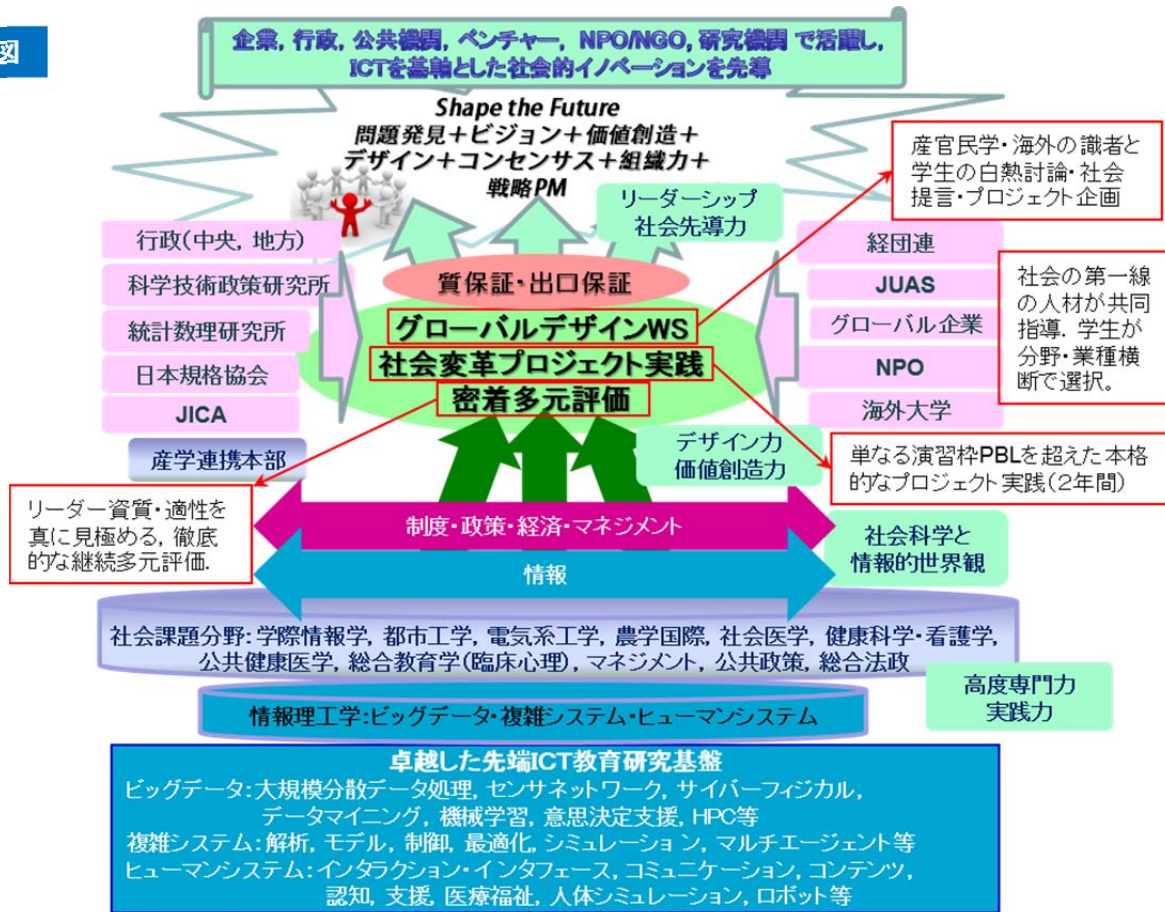 図
企業, 行政, 公共機関, ベンチャー, NPO/NGO, 研究機関 で活躍し,
ICTを基軸とした社会的イノベーションを先導
Shape the Future
問題発見＋ビジョン＋価値創造＋
デザイン＋コンセンサス＋組織力＋
戦略PM
リーダーシップ
社会先導力
産官民学・海外の識者と
学生の白熱討論・社会
提言・プロジェクト企画
行政(中央, 地方)
科学技術政策研究所
統計数理研究所
日本規格協会
JICA
産学連携本部
質保証・出口保証
グローバルデザインWS
社会変革プロジェクト実践
密着多元評価
経団連
JUAS
グローバル企業
NPO
海外大学
社会の第一線
の人材が共同
指導. 学生が
分野・業種横
断で選択。
デザイン力
価値創造力
単なる演習枠PBLを超えた本格
的なプロジェクト実践(2年間)
リーダー資質・適性を
真に見極める, 徹底
的な継続多元評価.
制度・政策・経済・マネジメント
情報
社会科学と
情報的世界観
社会課題分野:学際情報学, 都市工学, 電気系工学, 農学国際, 社会医学, 健康科学・看護学,
公共健康医学, 総合教育学(臨床心理), マネジメント, 公共政策, 総合法政
高度専門力
実践力
情報理工学:ビッグデータ・複雑システム・ヒューマンシステム
卓越した先端ICT教育研究基盤
ビッグデータ:大規模分散データ処理, センサネットワーク, サイバーフィジカル,
データマイニング, 機械学習, 意思決定支援, HPC等
複雑システム:解析, モデル, 制御, 最適化, シミュレーション, マルチエージェント等
ヒューマンシステム:インタラクション・インタフェース, コミュニケーション, コンテンツ,
認知, 支援, 医療福祉, 人体シミュレーション, ロボット等